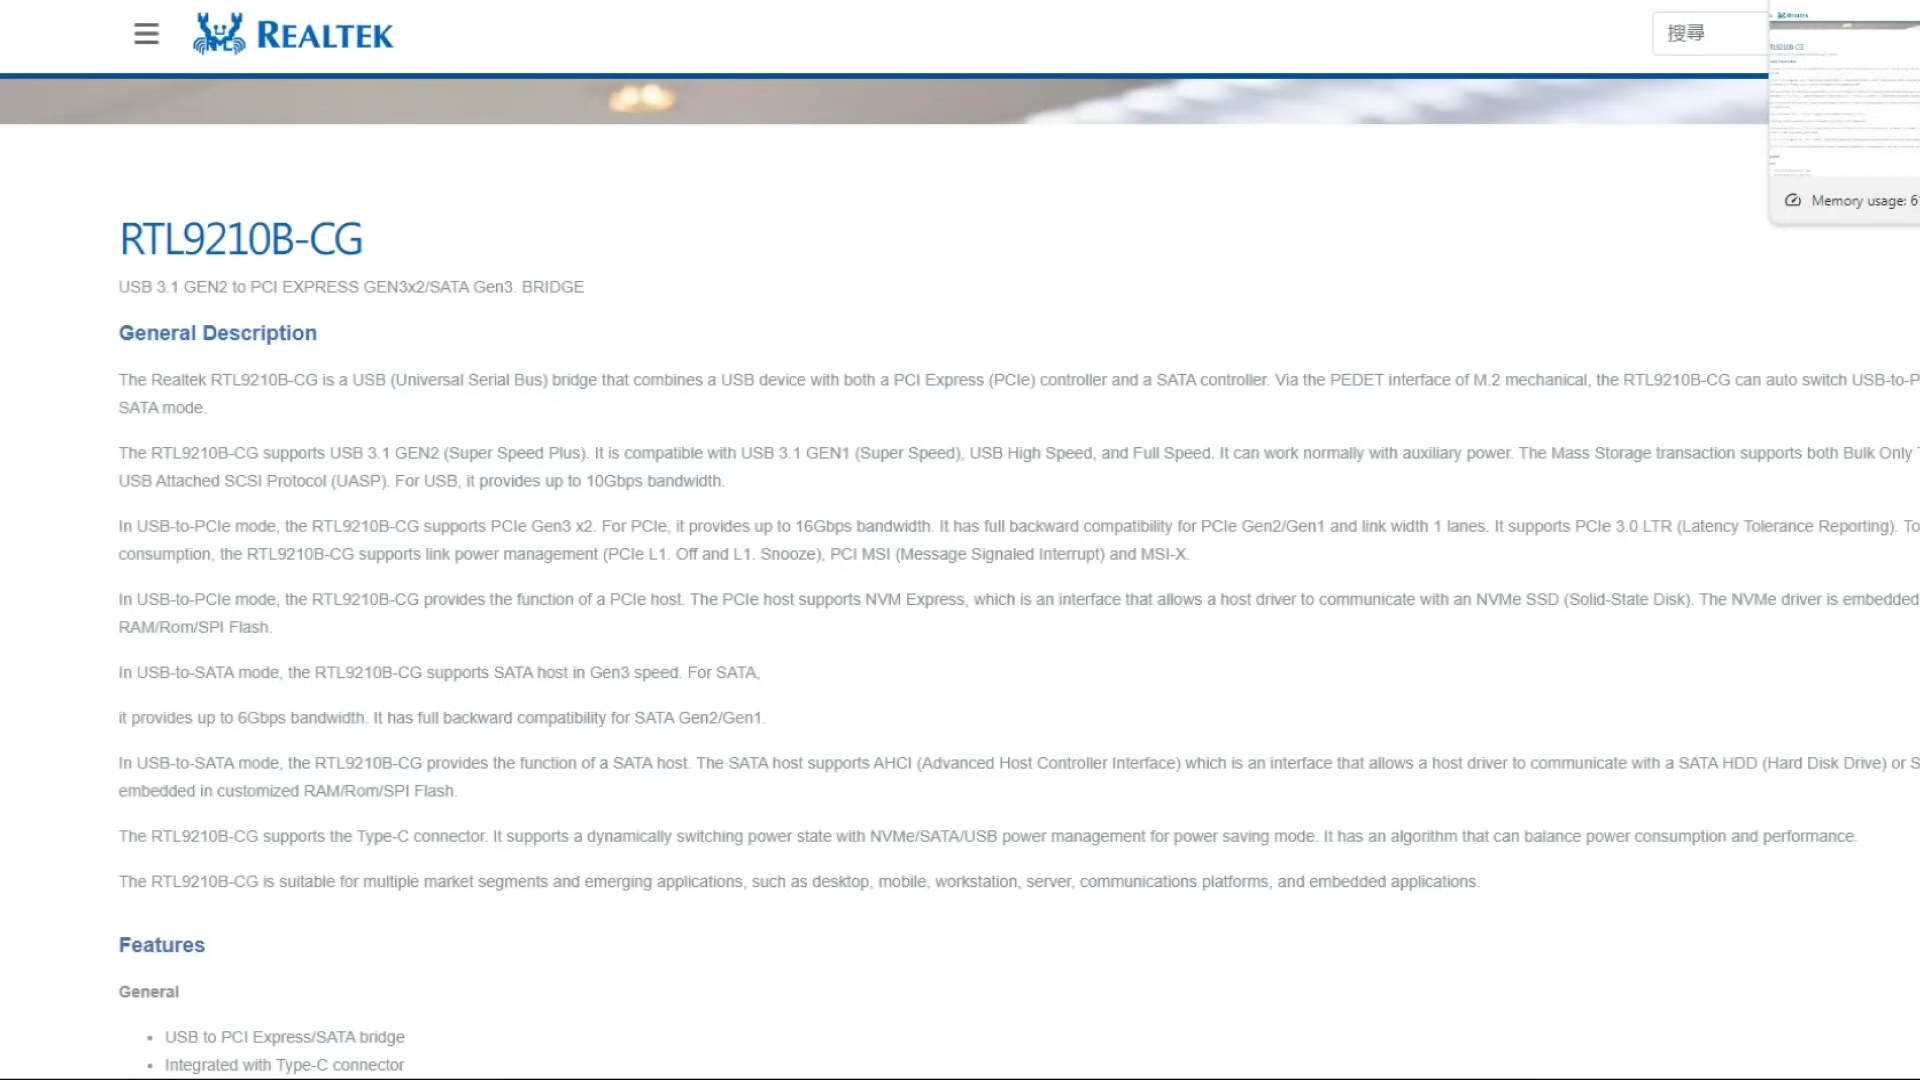 REALTEK
搜尋
Memory usage: 6
RTL9210B-CG
USB 3.1 GEN2 to PCI EXPRESS GEN3x2/SATA Gen3. BRIDGE
General Description
The Realtek RTL9210B-CG is a USB (Universal Serial Bus) bridge that combines a USB device with both a PCI Express (PCIe) controller and a SATA controller. Via the PEDET interface of M.2 mechanical, the RTL9210B-CG can auto switch USB-to-P
SATA mode.
The RTL9210B-CG supports USB 3.1 GEN2 (Super Speed Plus). It is compatible with USB 3.1 GEN1 (Super Speed), USB High Speed, and Full Speed. It can work normally with auxiliary power. The Mass Storage transaction supports both Bulk Only
USB Attached SCSI Protocol (UASP). For USB, it provides up to 10Gbps bandwidth.
In USB-to-PCIe mode, the RTL9210B-CG supports PCIe Gen3 x2. For PCIe, it provides up to 16Gbps bandwidth. It has full backward compatibility for PCIe Gen2/Gen1 and link width 1 lanes. It supports PCIe 3.0 LTR (Latency Tolerance Reporting). To
consumption, the RTL9210B-CG supports link power management (PCIe L1. Off and L1. Snooze), PCI MSI (Message Signaled Interrupt) and MSI-X.
In USB-to-PCIe mode, the RTL9210B-CG provides the function of a PCIe host. The PCIe host supports NVM Express, which is an interface that allows a host driver to communicate with an NVMe SSD (Solid-State Disk). The NVMe driver is embedded
RAM/Rom/SPI Flash.
In USB-to-SATA mode, the RTL9210B-CG supports SATA host in Gen3 speed. For SATA,
it provides up to 6Gbps bandwidth. It has full backward compatibility for SATA Gen2/Gen1.
In USB-to-SATA mode, the RTL9210B-CG provides the function of a SATA host. The SATA host supports AHCI (Advanced Host Controller Interface) which is an interface that allows a host driver to communicate with a SATA HDD (Hard Disk Drive) or S
embedded in customized RAM/Rom/SPI Flash.
The RTL9210B-CG supports the Type-C connector. It supports a dynamically switching power state with NVMe/SATA/USB power management for power saving mode. It has an algorithm that can balance power consumption and performance.
The RTL9210B-CG is suitable for multiple market segments and emerging applications, such as desktop, mobile, workstation, server, communications platforms, and embedded applications.
Features
General
• USB to PCI Express/SATA bridge
• Integrated with Type-C connector